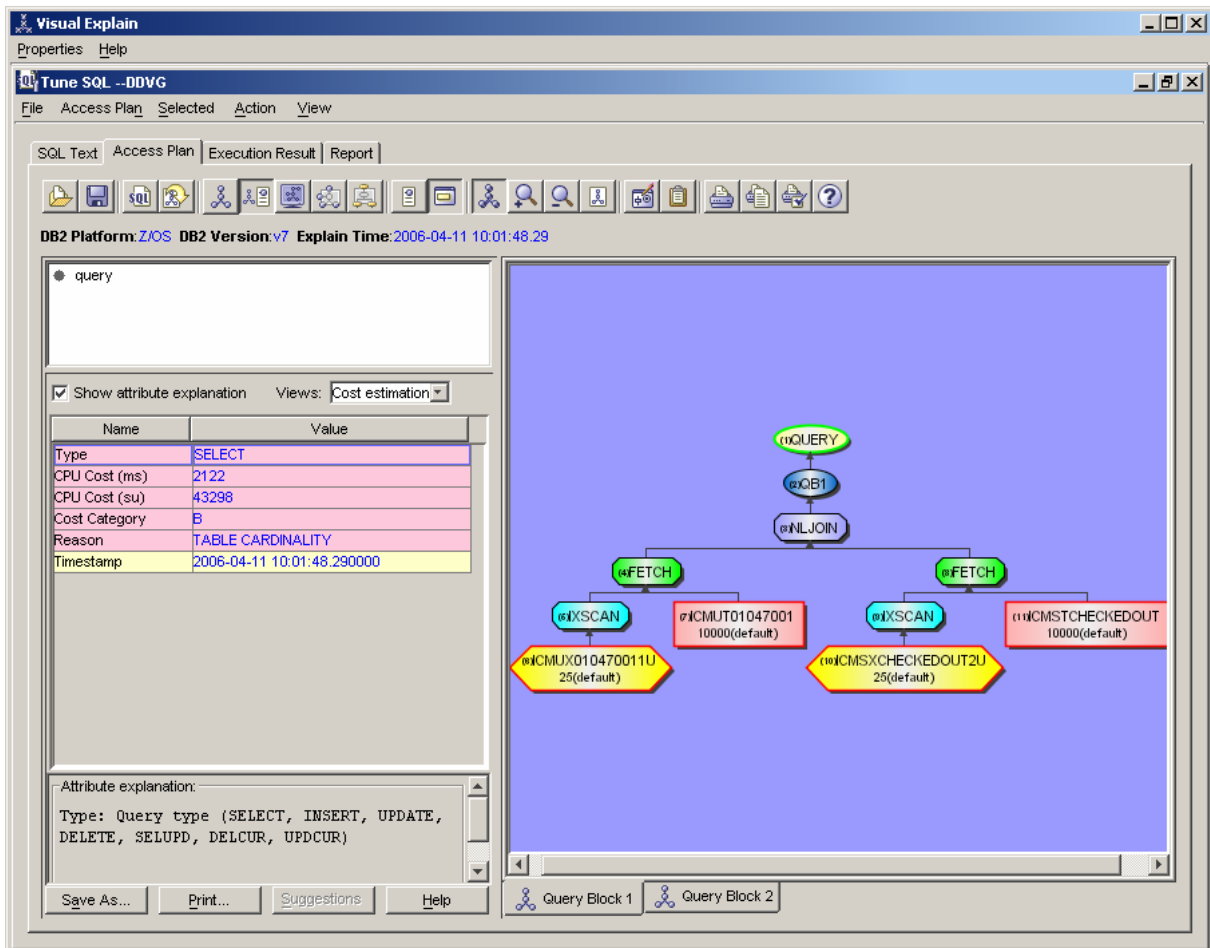 Visual Explain
Properties Help
Tune SQL --DDVG
File Access Plan Selected Action View
SQL Text Access Plan Execution Result Report
SQL
DB2 Platform:Z/OS DB2 Version:v7 Explain Time:2006-04-11 10:01:48.29
query
Show attribute explanation Views: Cost estimation
Name Value
Type SELECT
CPU Cost (ms) 2122
CPU Cost (su) 43298
Cost Category B
Reason TABLE CARDINALITY
Timestamp 2006-04-11 10:01:48.290000
Attribute explanation:
Type: Query type (SELECT, INSERT, UPDATE,
DELETE, SELUPD, DELCUR, UPDCUR)
Save As... Print... Suggestions Help
(1)QUERY
(2)QB1
(3)NLJOIN
(4)FETCH (8)FETCH
IXSCAN IXSCAN
(7)ICMUT01047001
10000(default)
(11)ICMSTCHECKEDOUT
10000(default)
ICMUX010470011U
25(default)
(10)ICMSXCHECKEDOUT2U
25(default)
Query Block 1 Query Block 2